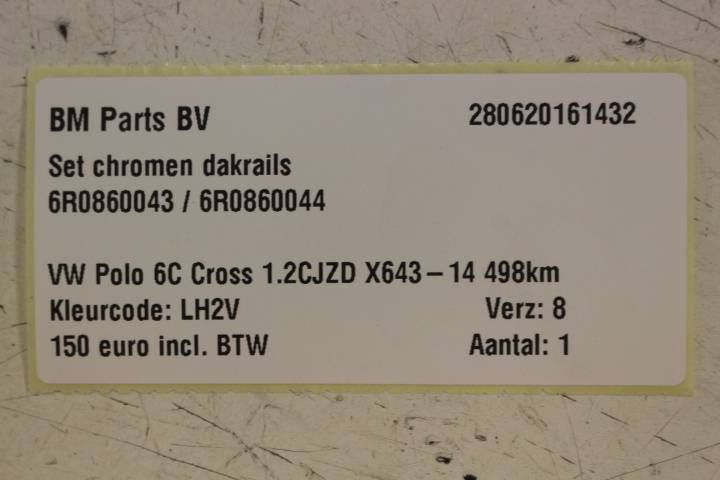 BM Parts BV 280620161432
Set chromen dakrails
6R0860043 / 6R0860044
VW Polo 6C Cross 1.2CJZD X643 – 14 498km
Kleurcode: LH2V Verz: 8
150 euro incl. BTW Aantal: 1